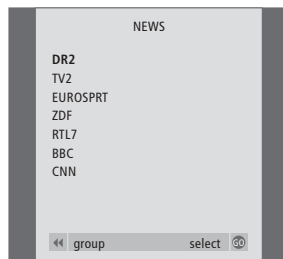 NEWS
DR2
TV2
EUROSPRT
ZDF
RTL7
BBC
CNN
group select GO